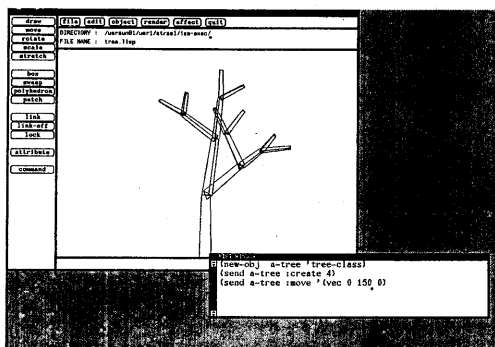 draw
move
rotate
scale
stretch
box
sweep
polyhedron
patch
link
link-off
lock
attribute
command
file edit object render affect quit
DIRECTORY :
FILE NAME : tree.lisp
(new-obj a-tree 'tree-class)
(send a-tree :create 4)
(send a-tree :move '(vec 0 150 0)